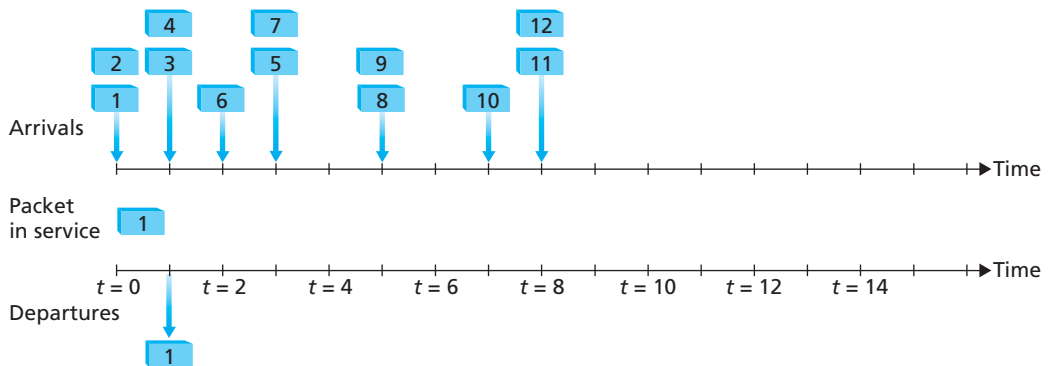 4 7 12
2 3 5 9 11
1 6 8 10
Arrivals
Time
Packet
in service
1
Time
t = 0 t = 2 t = 4 t = 6 t = 8 t = 10 t = 12 t = 14
Departures
1